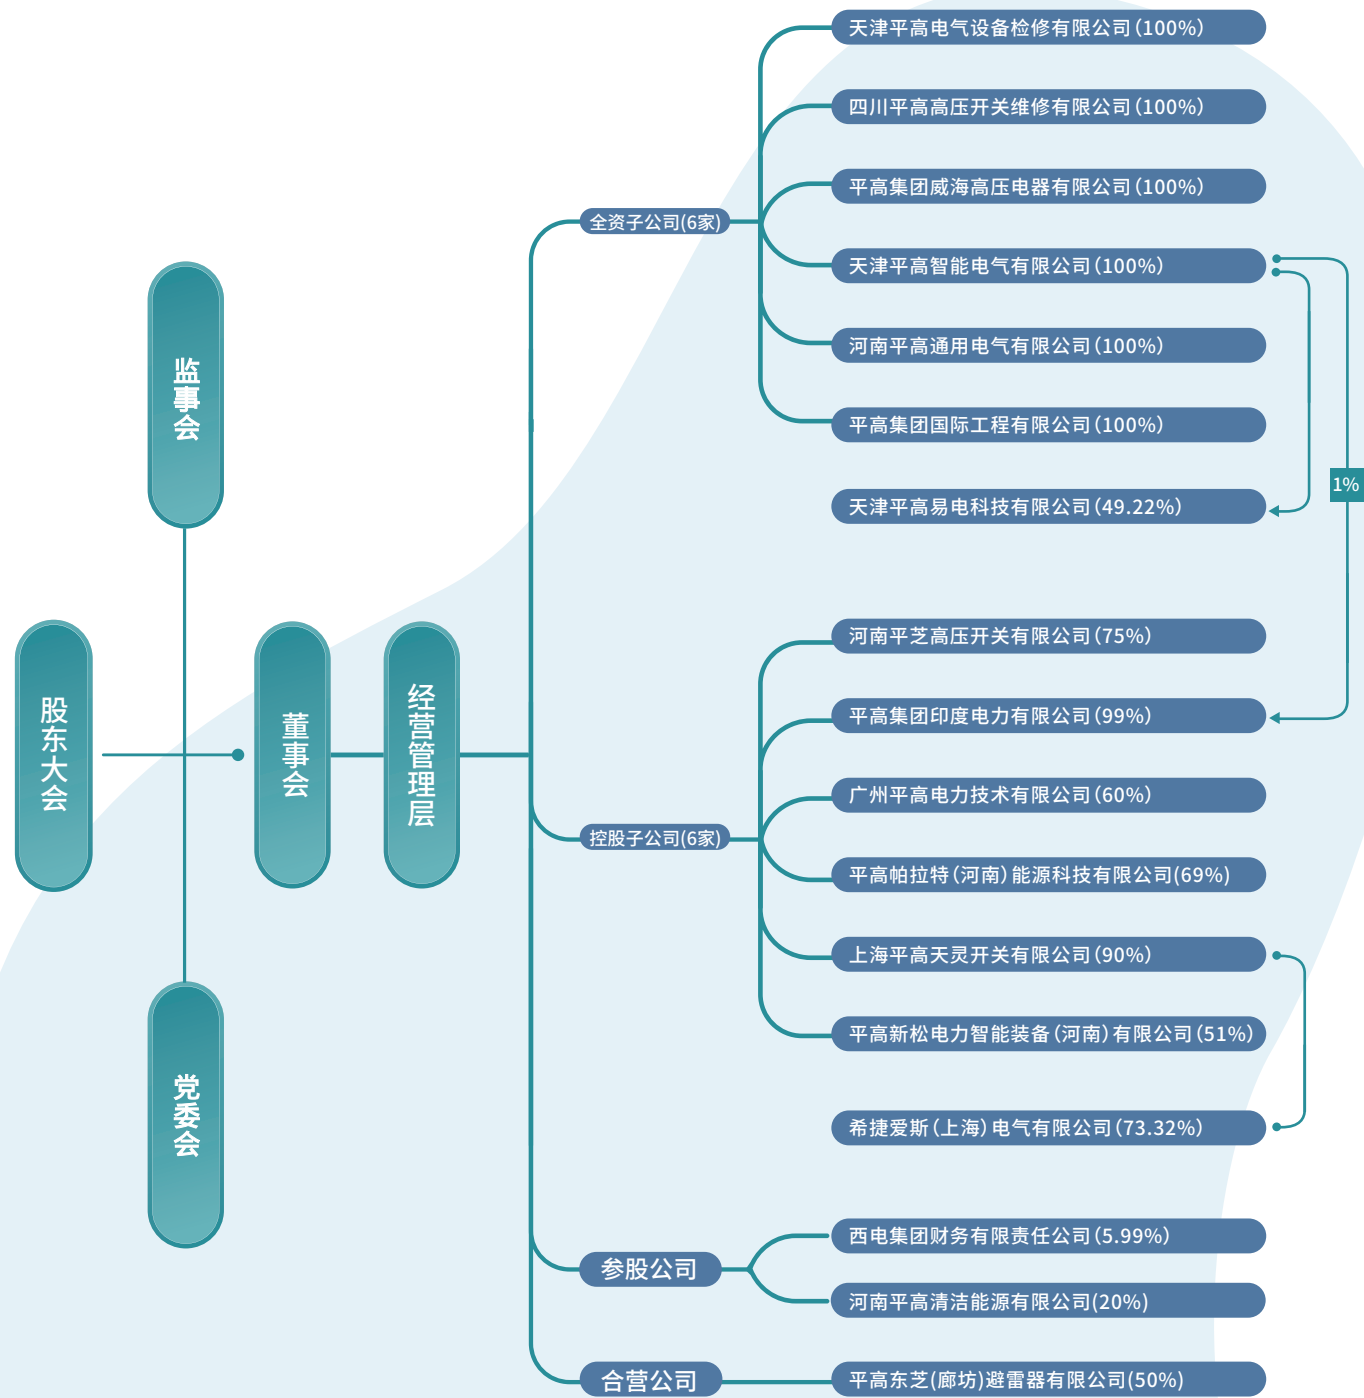 股东大会
监事会
党委会
董事会
经营管理层
全资子公司(6家)
天津平高电气设备检修有限公司(100%)
四川平高高压开关维修有限公司(100%)
平高集团威海高压电器有限公司(100%)
天津平高智能电气有限公司(100%)
河南平高通用电气有限公司(100%)
平高集团国际工程有限公司(100%)
天津平高易电科技有限公司(49.22%)
1%
控股子公司(6家)
河南平芝高压开关有限公司(75%)
平高集团印度电力有限公司(99%)
广州平高电力技术有限公司(60%)
平高帕拉特(河南)能源科技有限公司(69%)
上海平高天灵开关有限公司(90%)
平高新松电力智能装备(河南)有限公司(51%)
希捷爱斯(上海)电气有限公司(73.32%)
参股公司
西电集团财务有限责任公司(5.99%)
河南平高清洁能源有限公司(20%)
合营公司
平高东芝(廊坊)避雷器有限公司(50%)